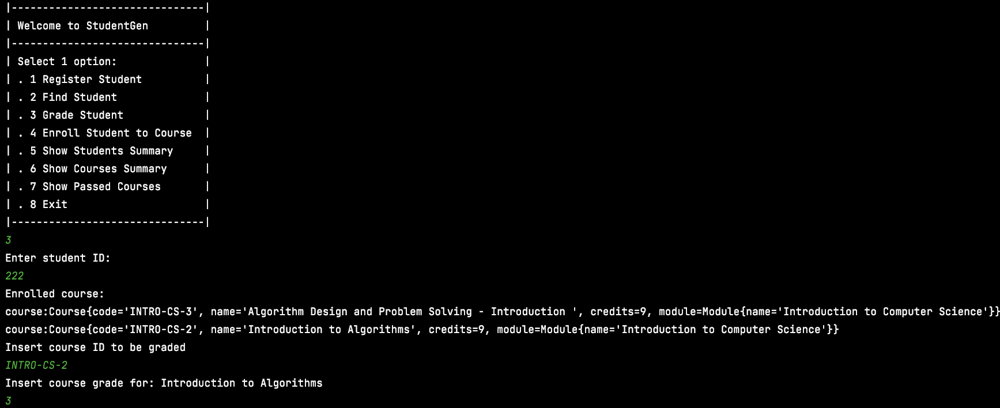 |-------------------------------|
| Welcome to StudentGen         |
|-------------------------------|
| Select 1 option:              |
| . 1 Register Student          |
| . 2 Find Student              |
| . 3 Grade Student             |
| . 4 Enroll Student to Course  |
| . 5 Show Students Summary     |
| . 6 Show Courses Summary      |
| . 7 Show Passed Courses       |
| . 8 Exit                      |
|-------------------------------|
3
Enter student ID:
222
Enrolled course:
course:Course{code='INTRO-CS-3', name='Algorithm Design and Problem Solving - Introduction ', credits=9, module=Module{name='Introduction to Computer Science'}}
course:Course{code='INTRO-CS-2', name='Introduction to Algorithms', credits=9, module=Module{name='Introduction to Computer Science'}}
Insert course ID to be graded
INTRO-CS-2
Insert course grade for: Introduction to Algorithms
3